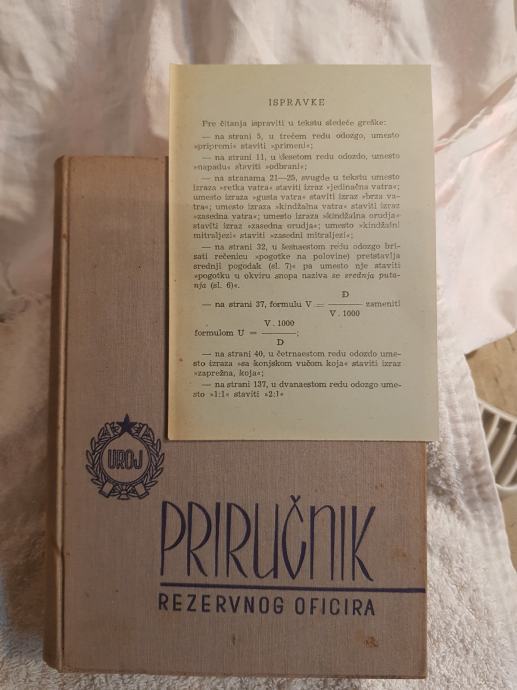 ISPRAVKE
Pre čitanja ispraviti u tekstu sledeće greške:
— na strani 5, u trećem redu odozgo, umesto
»pripremi« staviti »primeni«;
— na strani 11, u desetom redu odozdo, umesto
»napadu« staviti »odbrani«;
— na stranama 21—25, svugde u tekstu umesto
izraza »retka vatra« staviti izraz »jedinačna vatra«;
umesto izraza »gusta vatra« staviti izraz »brza va-
tra«; umesto izraza »kindžalna vatra« staviti izraz
»zasedna vatra«; umesto izraza »kindžalna orudja«
staviti izraz »zasedna orudja«; umesto »kindžalni
mitraljezi« staviti »zasedni mitraljezi«;
— na strani 32, u šesnaestom redu odozgo bri-
sati rečenicu »pogotke na polovine) pretstavlja
srednji pogodak (sl. 7)« pa umesto nje staviti
»pogotku u okviru snopa naziva se srednja puta-
nja (sl. 6)«.
D
— na strani 37, formulu V = ——— zameniti
V . 1000
V . 1000
formulom U = ———;
D
— na strani 40, u četrnaestom redu odozdo ume-
sto izraza »sa konjskom vučom koja« staviti izraz
»zaprežna, koja«;
— na strani 137, u dvanaestom redu odozgo ume-
sto »1:1« staviti »2:1«
UROJ
PRIRUČNIK
REZERVNOG OFICIRA